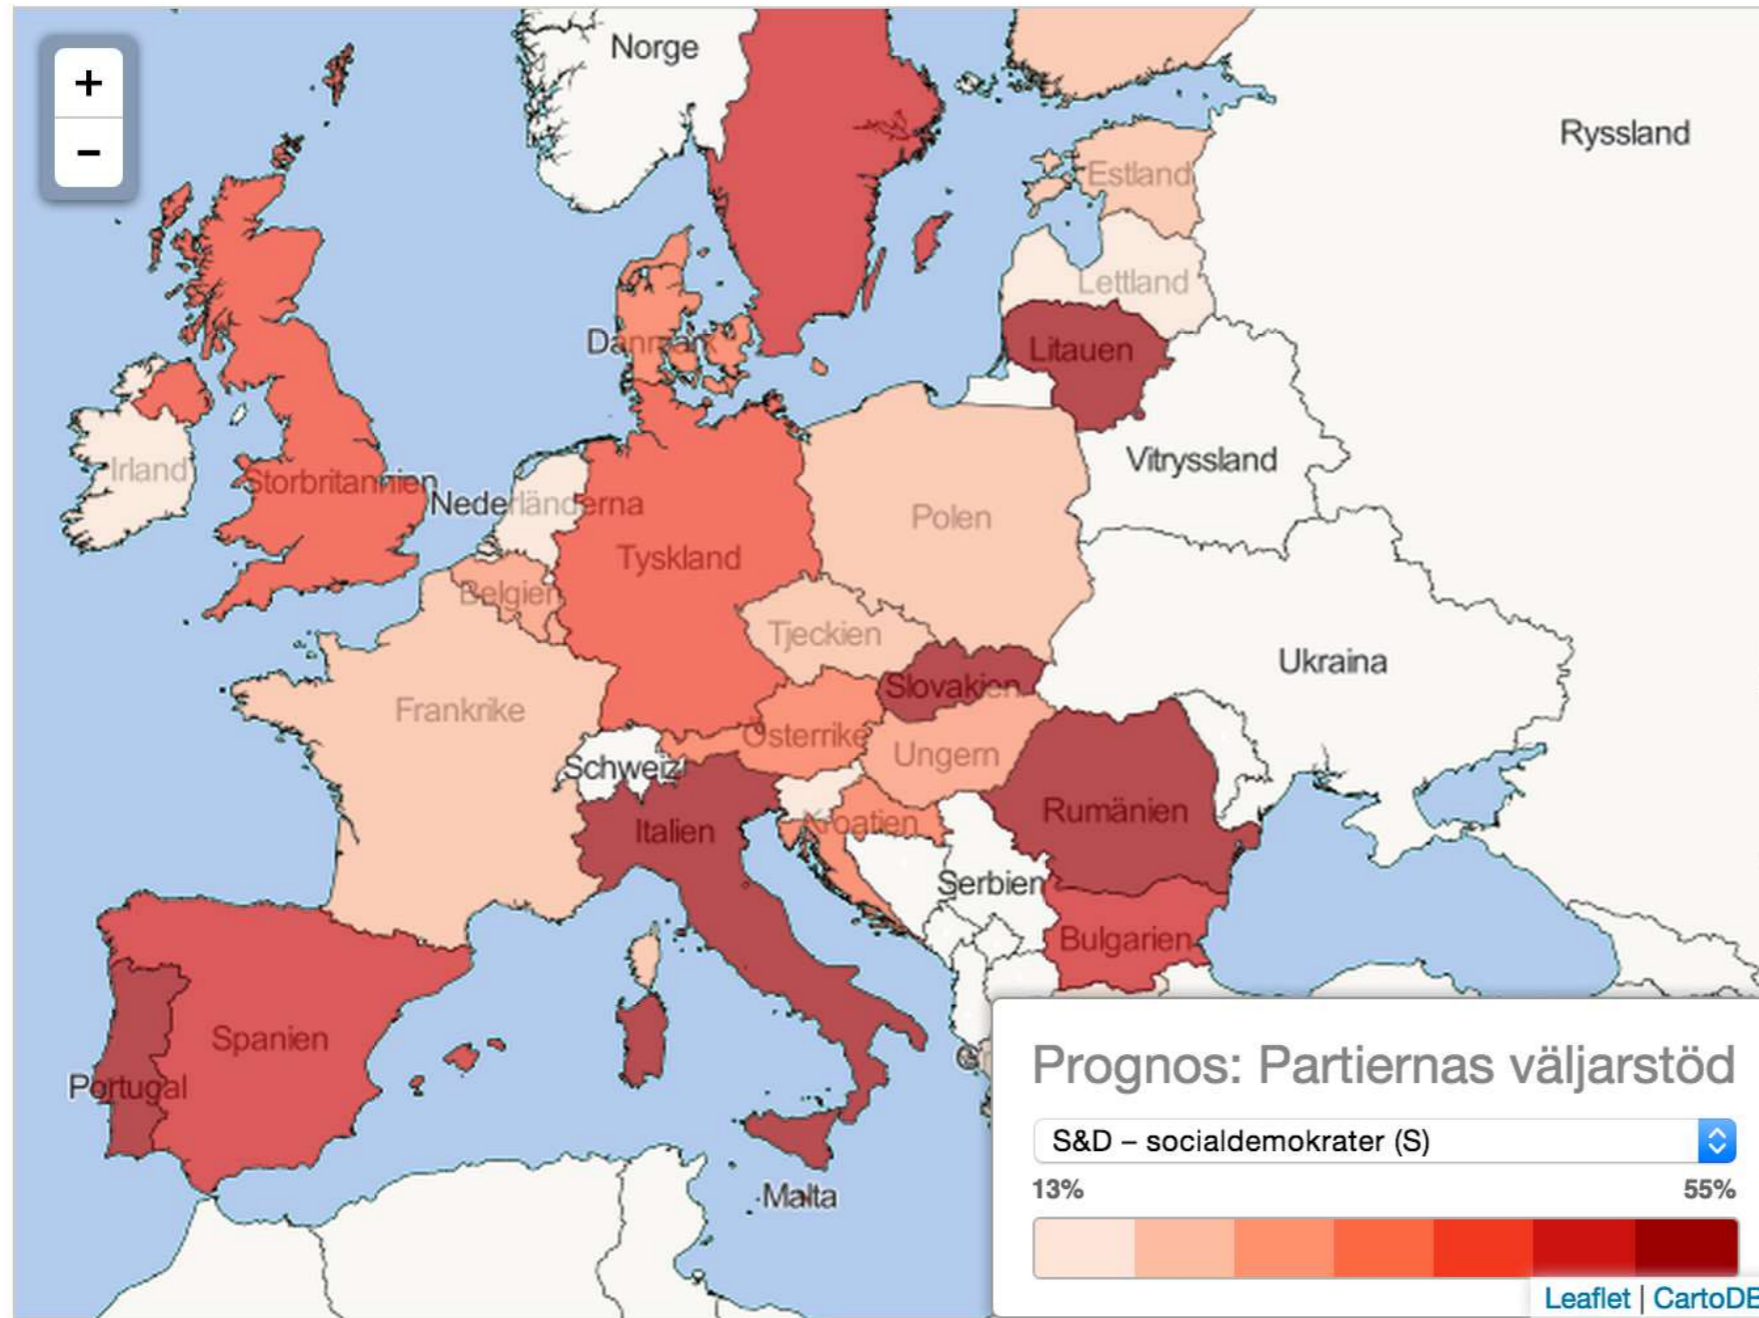 +
Norge
Ryssland
−
Estland
Lettland
Danmark
Litauen
Vitryssland
Irland
Storbritannien
Nederländerna
Polen
Tyskland
Belgien
Tjeckien
Ukraina
Slovakien
Frankrike
Österrike
Ungern
Schweiz
Rumänien
Kroatien
Italien
Serbien
Bulgarien
Spanien
Portugal
Malta
Prognos: Partiernas väljarstöd
S&D – socialdemokrater (S)
13% 55%
Leaflet | CartoDB